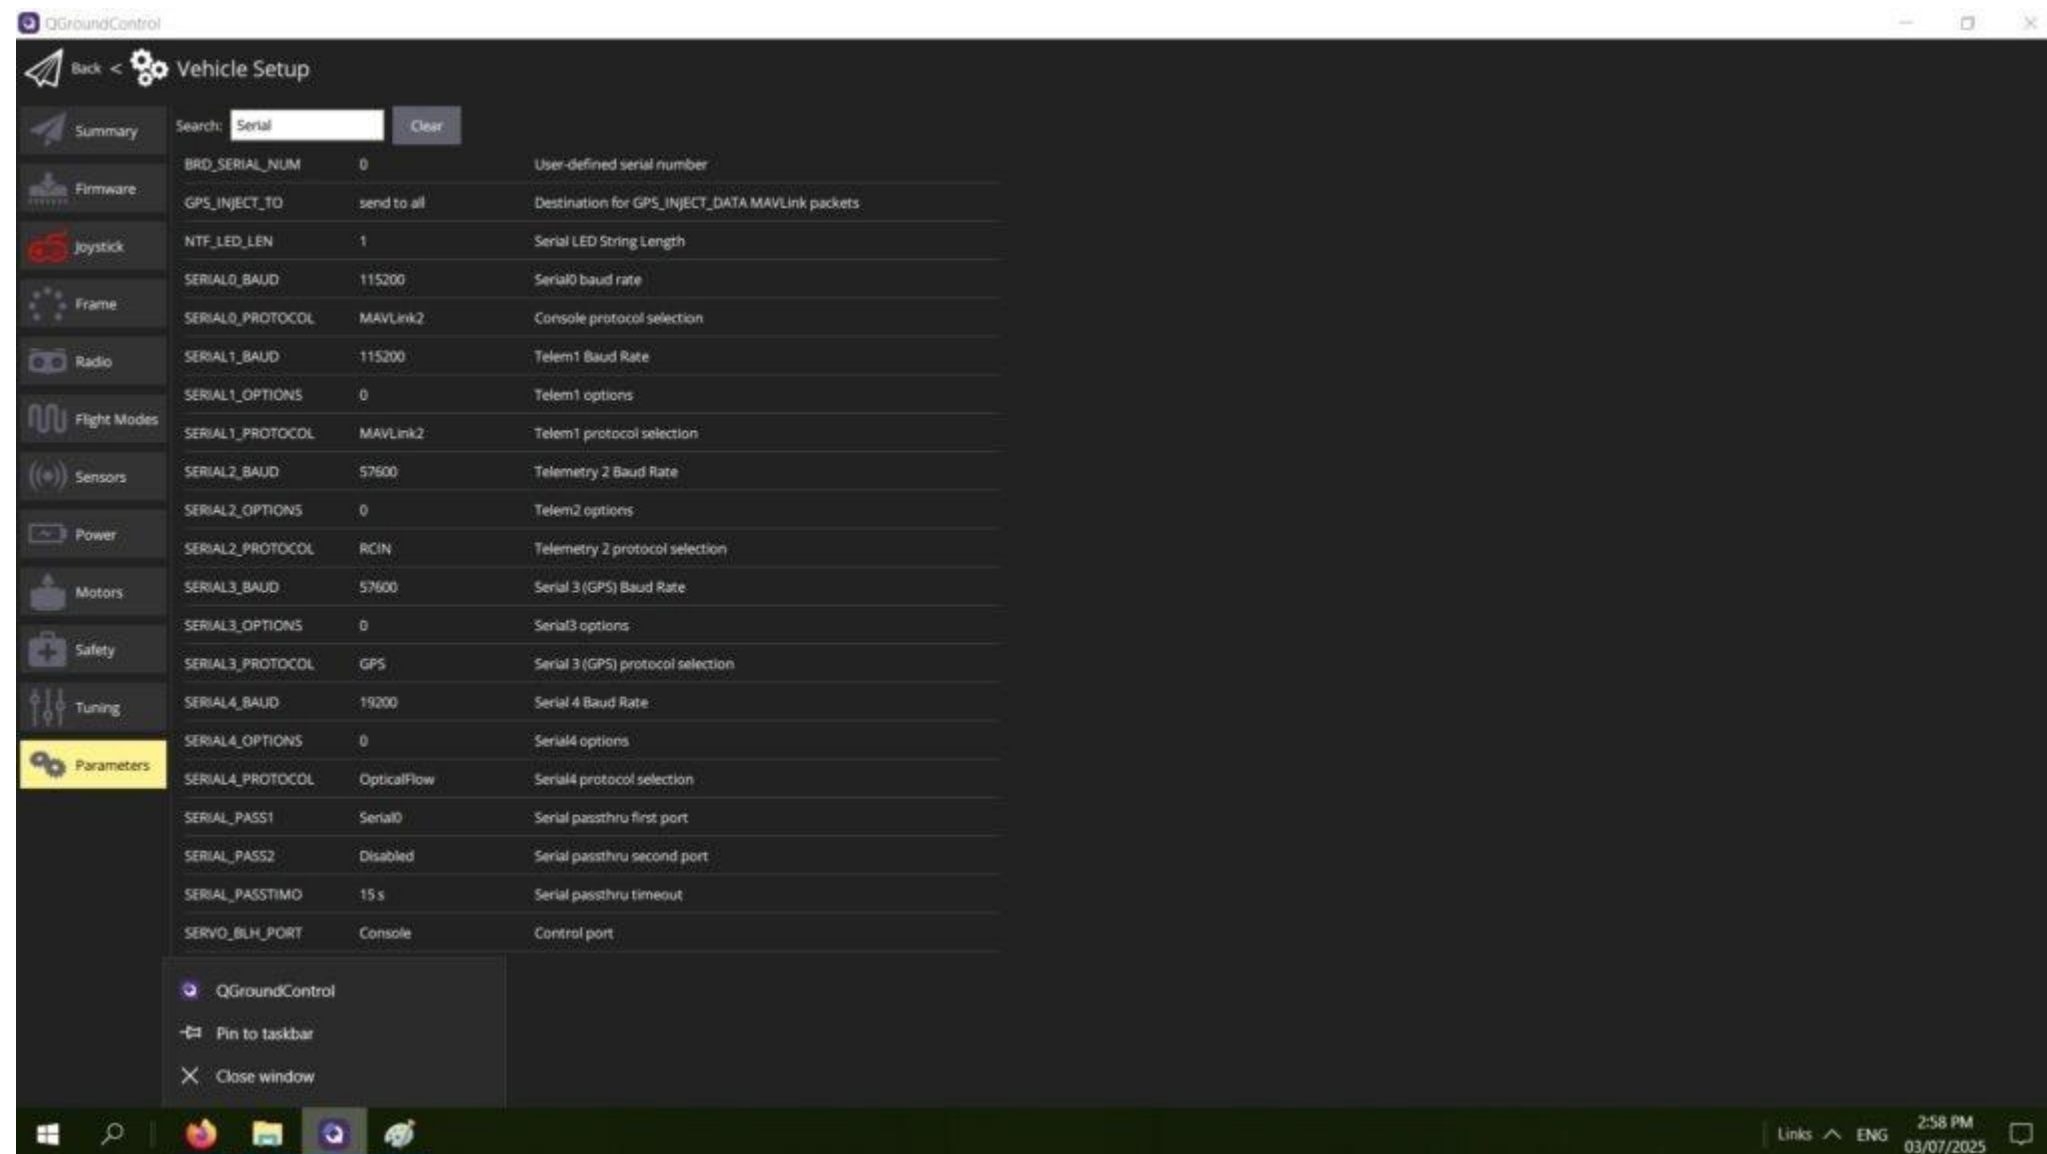 QGroundControl
Back < Vehicle Setup
Search: Serial Clear
Summary
Firmware
Joystick
Frame
Radio
Flight Modes
Sensors
Power
Motors
Safety
Tuning
Parameters
BRD_SERIAL_NUM 0 User-defined serial number
GPS_INJECT_TO send to all Destination for GPS_INJECT_DATA MAVLink packets
NTF_LED_LEN 1 Serial LED String Length
SERIAL0_BAUD 115200 Serial0 baud rate
SERIAL0_PROTOCOL MAVLink2 Console protocol selection
SERIAL1_BAUD 115200 Telem1 Baud Rate
SERIAL1_OPTIONS 0 Telem1 options
SERIAL1_PROTOCOL MAVLink2 Telem1 protocol selection
SERIAL2_BAUD 57600 Telemetry 2 Baud Rate
SERIAL2_OPTIONS 0 Telem2 options
SERIAL2_PROTOCOL RCIN Telemetry 2 protocol selection
SERIAL3_BAUD 57600 Serial 3 (GPS) Baud Rate
SERIAL3_OPTIONS 0 Serial3 options
SERIAL3_PROTOCOL GPS Serial 3 (GPS) protocol selection
SERIAL4_BAUD 19200 Serial 4 Baud Rate
SERIAL4_OPTIONS 0 Serial4 options
SERIAL4_PROTOCOL OpticalFlow Serial4 protocol selection
SERIAL_PASS1 Serial0 Serial passthru first port
SERIAL_PASS2 Disabled Serial passthru second port
SERIAL_PASSTIMO 15 s Serial passthru timeout
SERVO_BLH_PORT Console Control port
QGroundControl
Pin to taskbar
Close window
Links ENG 2:58 PM
03/07/2025